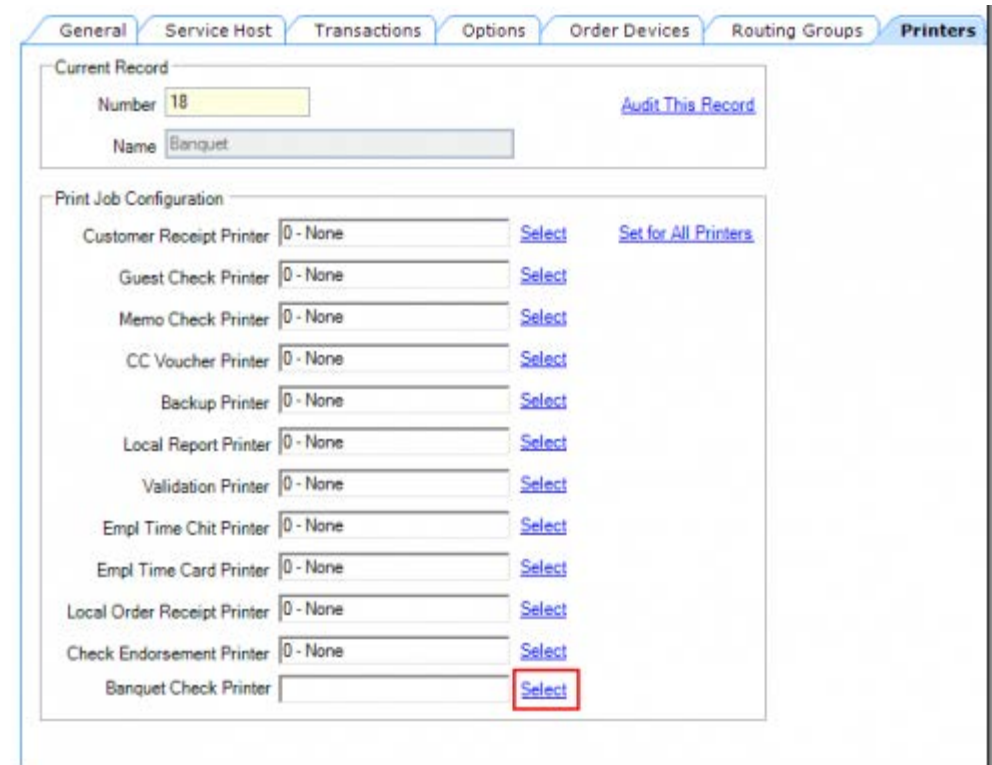 General Service Host Transactions Options Order Devices Routing Groups Printers
Current Record
Number 18 Audit This Record
Name Banquet
Print Job Configuration
Customer Receipt Printer 0 - None Select Set for All Printers
Guest Check Printer 0 - None Select
Memo Check Printer 0 - None Select
CC Voucher Printer 0 - None Select
Backup Printer 0 - None Select
Local Report Printer 0 - None Select
Validation Printer 0 - None Select
Empl Time Chit Printer 0 - None Select
Empl Time Card Printer 0 - None Select
Local Order Receipt Printer 0 - None Select
Check Endorsement Printer 0 - None Select
Banquet Check Printer Select